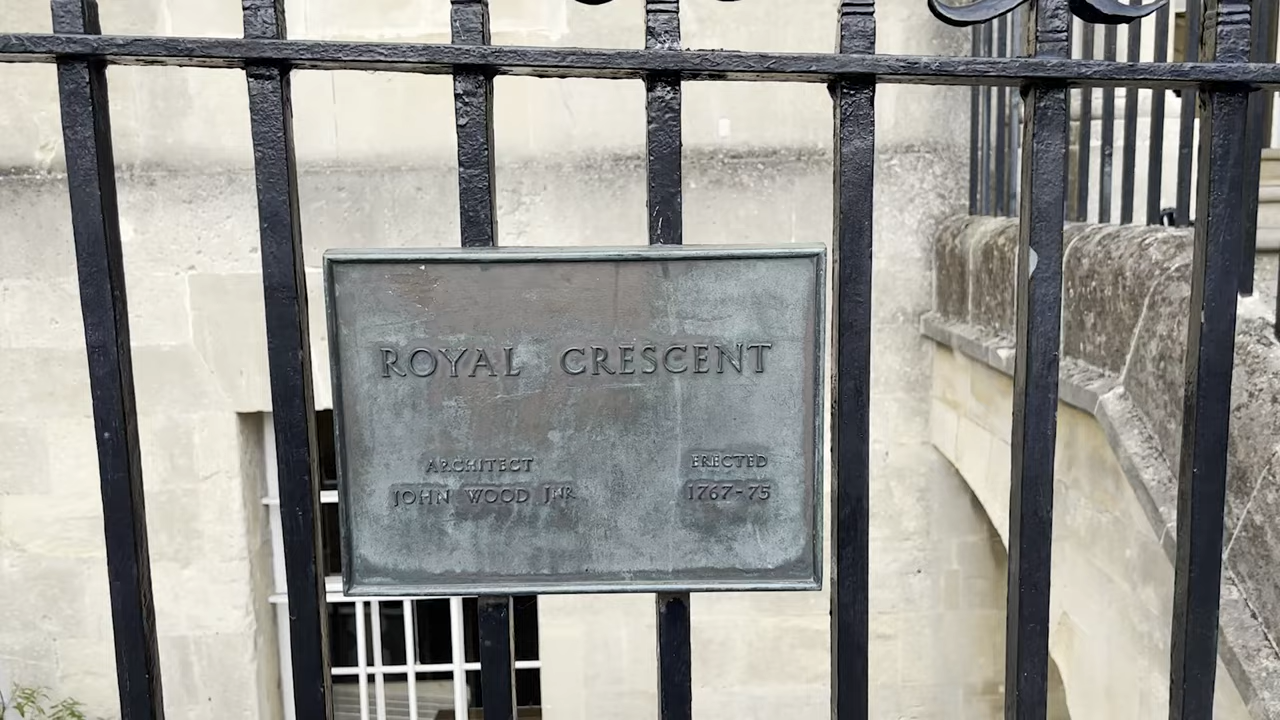 ROYAL CRESCENT
ARCHITECT
JOHN WOOD JNR
ERECTED
1767-75